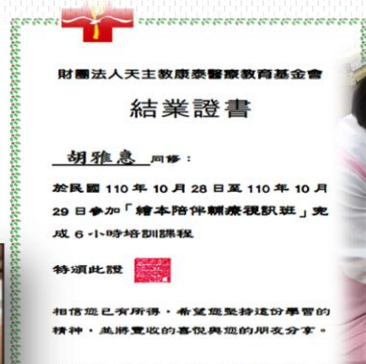 財團法人天主教康泰醫療教育基金會
結業證書
胡雅惠 同修：
於民國 110 年 10 月 28 日至 110 年 10 月
29 日參加「繪本陪伴輔療視訊班」完
成 6 小時培訓課程
特頒此證
相信您已有所得，希望您堅持這份學習的
精神，並將豐收的喜悅與您的朋友分享。